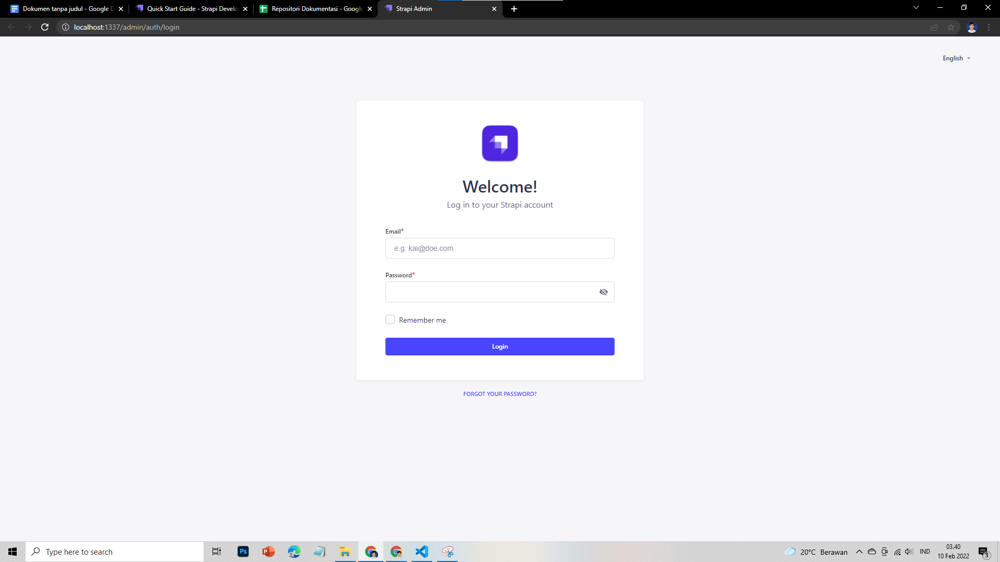 Dokumen tanpa judul - Google D
Quick Start Guide - Strapi Develo
Repositori Dokumentasi - Google
Strapi Admin
localhost:1337/admin/auth/login
English
Welcome!
Log in to your Strapi account
Email*
e.g. kai@doe.com
Password*
Remember me
Login
FORGOT YOUR PASSWORD?
Type here to search
Ps
P
20°C Berawan
IND
03.40
10 Feb 2022
3